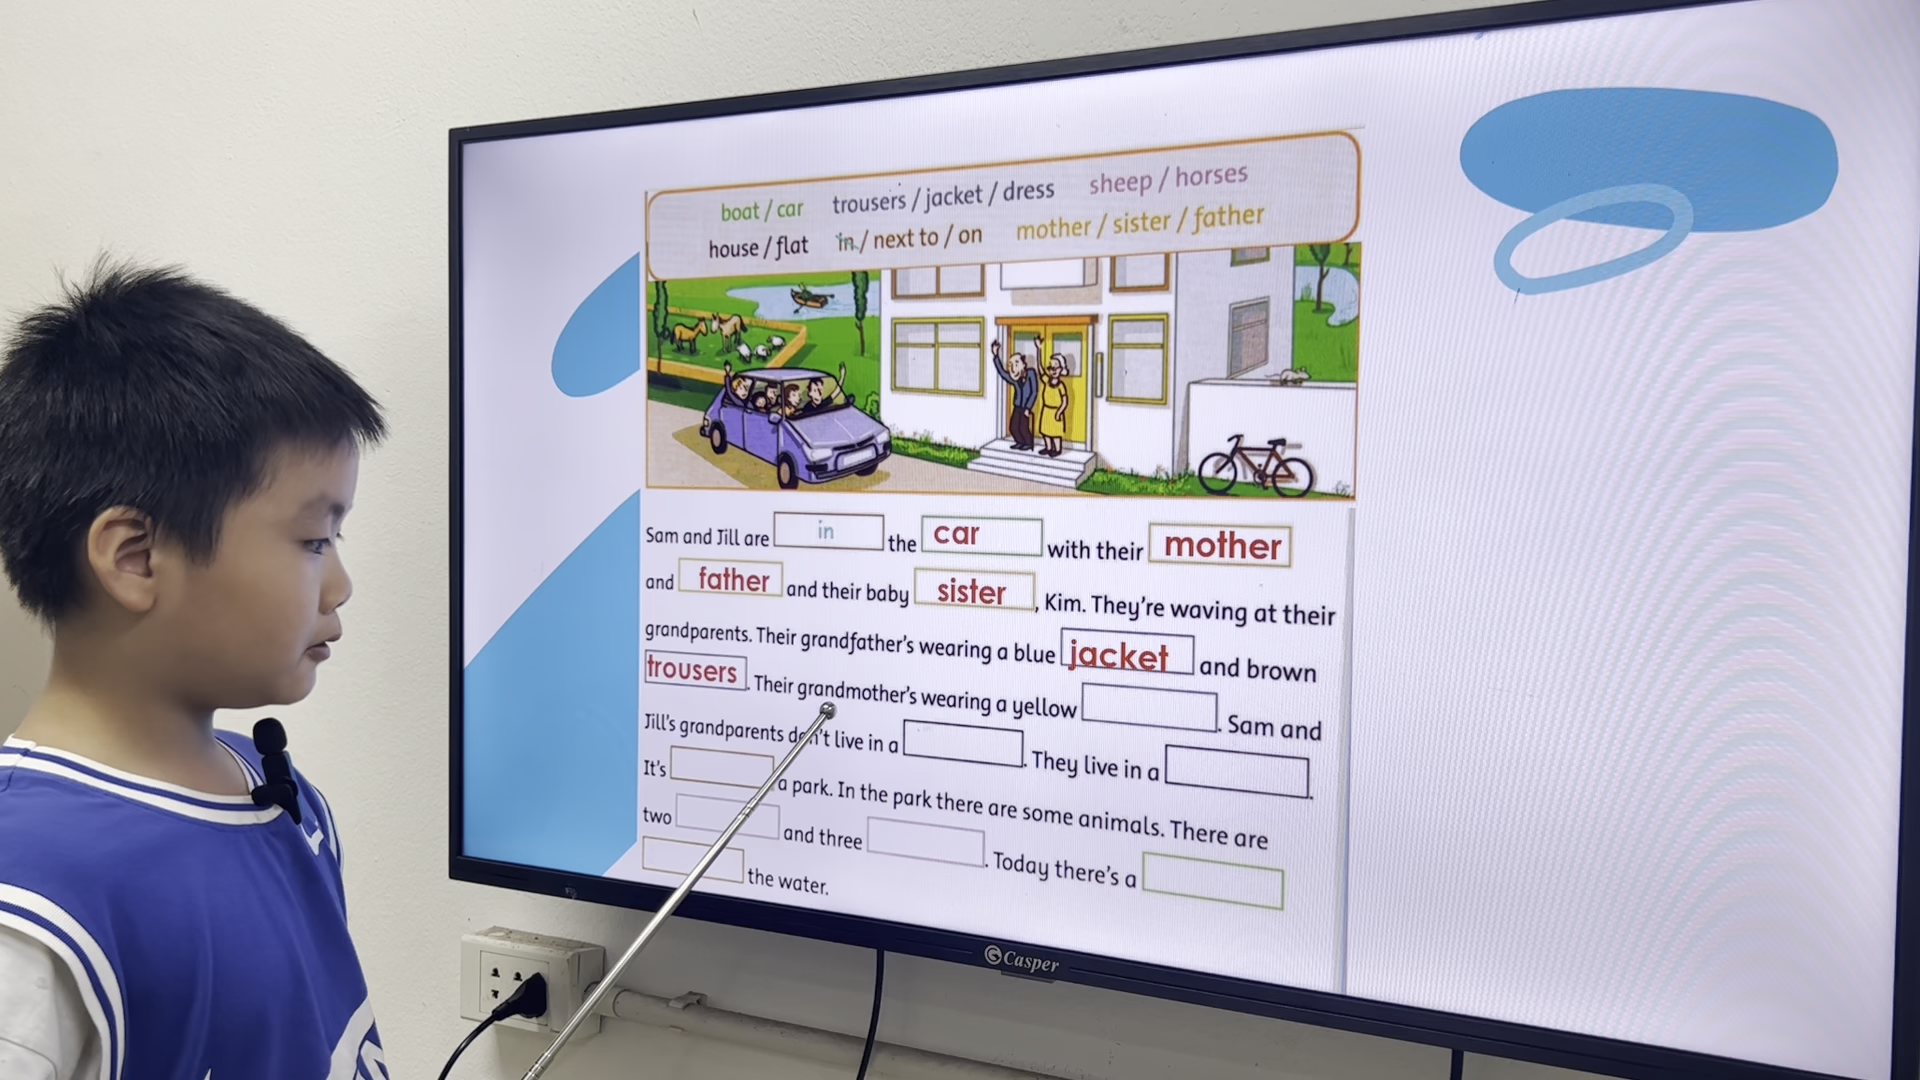 boat / car trousers / jacket / dress sheep / horses
house / flat in / next to / on mother / sister / father
Sam and Jill are in the car with their mother
and father and their baby sister, Kim. They're waving at their
grandparents. Their grandfather's wearing a blue jacket and brown
trousers. Their grandmother's wearing a yellow . Sam and
Jill's grandparents don't live in a . They live in a .
It's a park. In the park there are some animals. There are
two and three . Today there's a
the water.
Casper